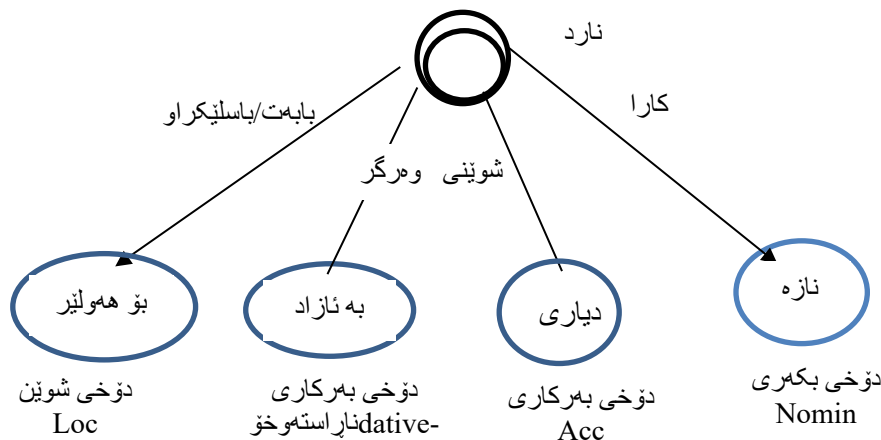 نارد
کارا
شوێنی
وەرگر
بابەت/باسلێکراو
نازە
دیاری
بە ئازاد
بۆ هەولێر
دۆخی بکەری
Nomin
دۆخی بەرکاری
Acc
دۆخی بەرکاری
ناڕاستەوخۆdative-
دۆخی شوێن
Loc